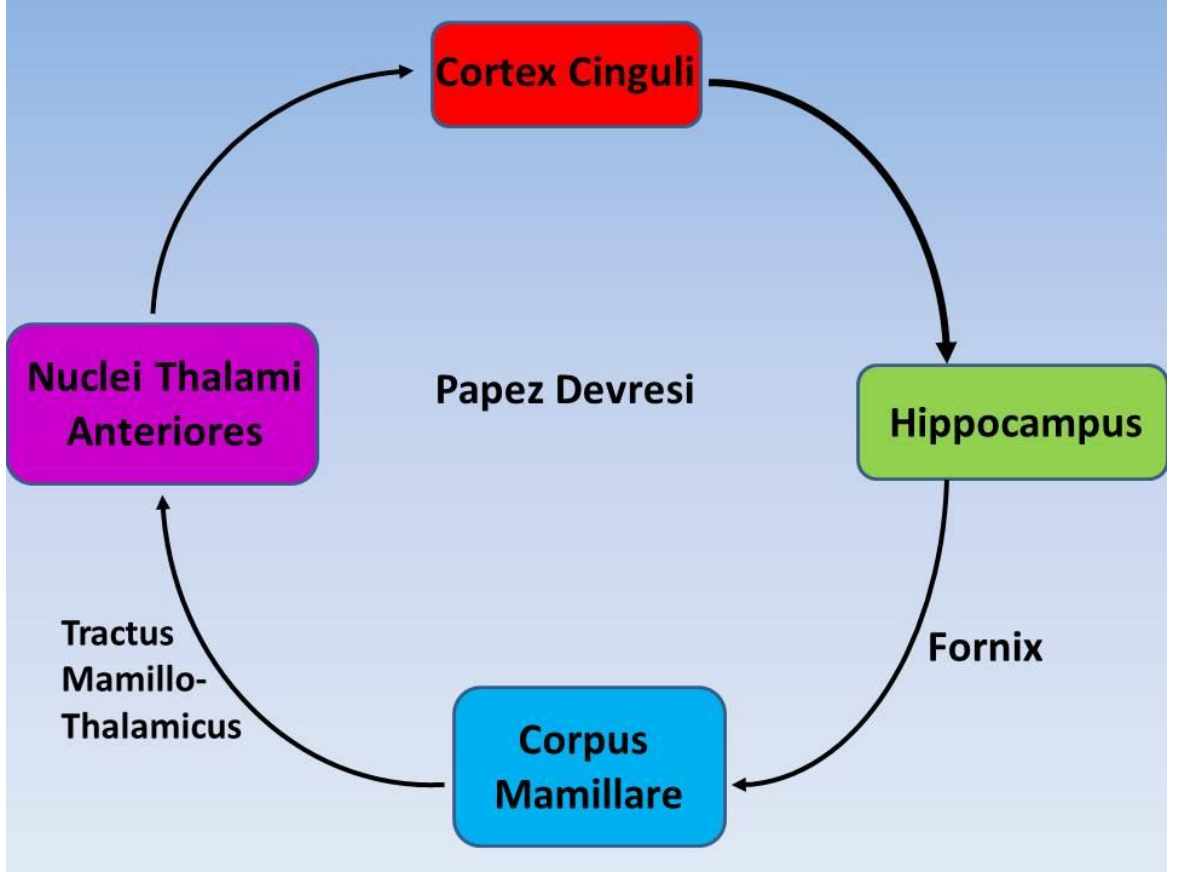 Cortex Cinguli
Nuclei Thalami
Anteriores
Papez Devresi
Hippocampus
Tractus
Mamillo-
Thalamicus
Fornix
Corpus
Mamillare